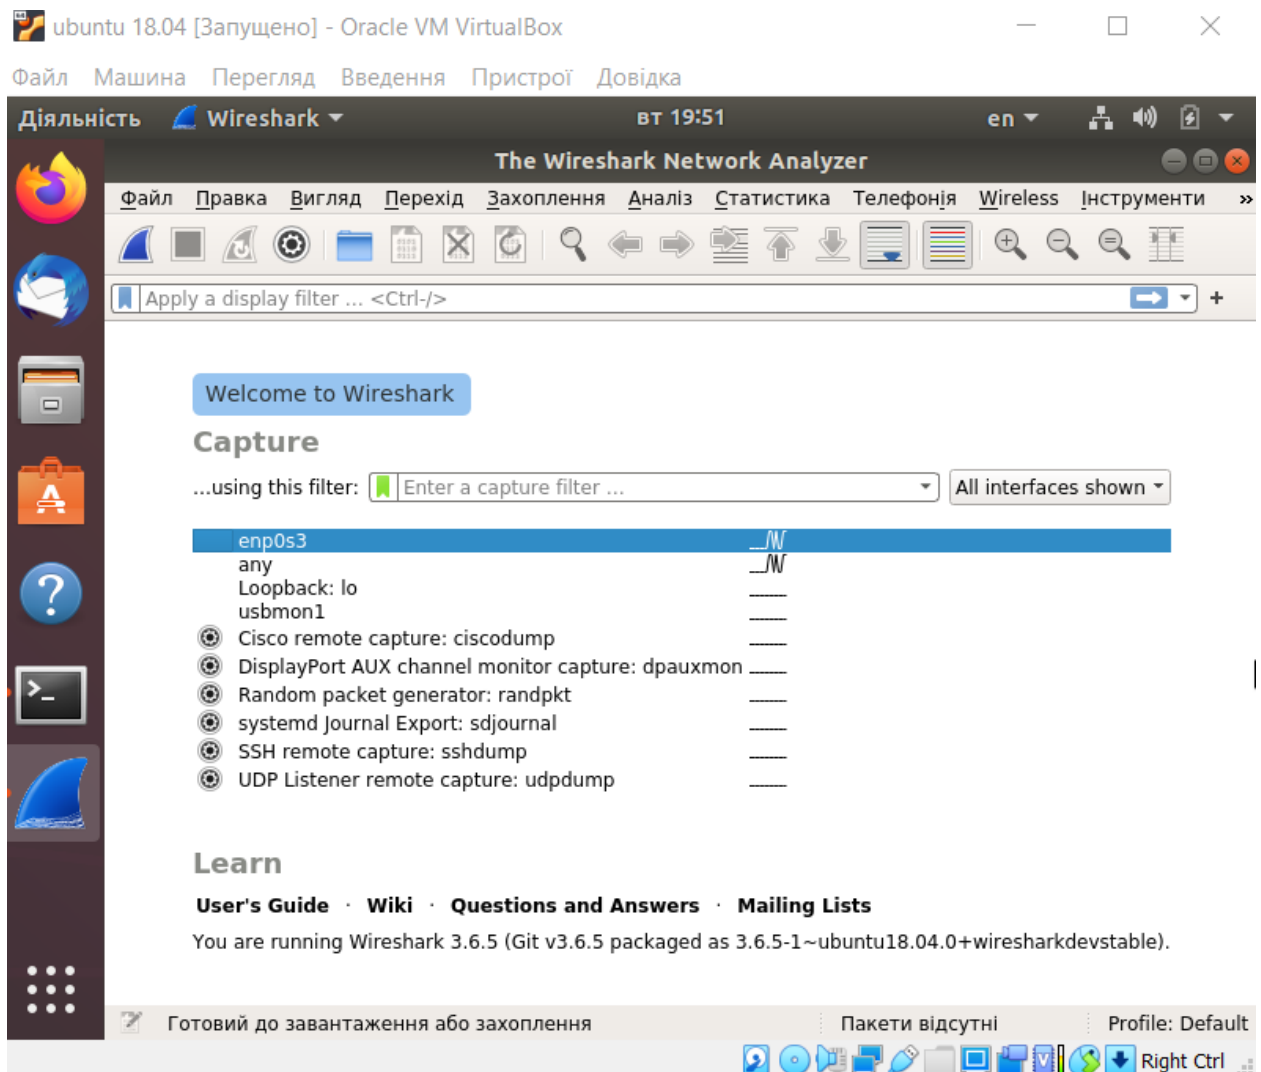 ubuntu 18.04 [Запущено] - Oracle VM VirtualBox
Файл Машина Перегляд Введення Пристрої Довідка
Діяльність Wireshark вт 19:51 en
The Wireshark Network Analyzer
Файл Правка Вигляд Перехід Захоплення Аналіз Статистика Телефонія Wireless Інструменти »
Apply a display filter ... <Ctrl-/> +
Welcome to Wireshark
Capture
...using this filter: Enter a capture filter ... All interfaces shown
enp0s3
any
Loopback: lo
usbmon1
Cisco remote capture: ciscodump
DisplayPort AUX channel monitor capture: dpauxmon
Random packet generator: randpkt
systemd Journal Export: sdjournal
SSH remote capture: sshdump
UDP Listener remote capture: udpdump
Learn
User's Guide · Wiki · Questions and Answers · Mailing Lists
You are running Wireshark 3.6.5 (Git v3.6.5 packaged as 3.6.5-1~ubuntu18.04.0+wiresharkdevstable).
Готовий до завантаження або захоплення Пакети відсутні Profile: Default
Right Ctrl